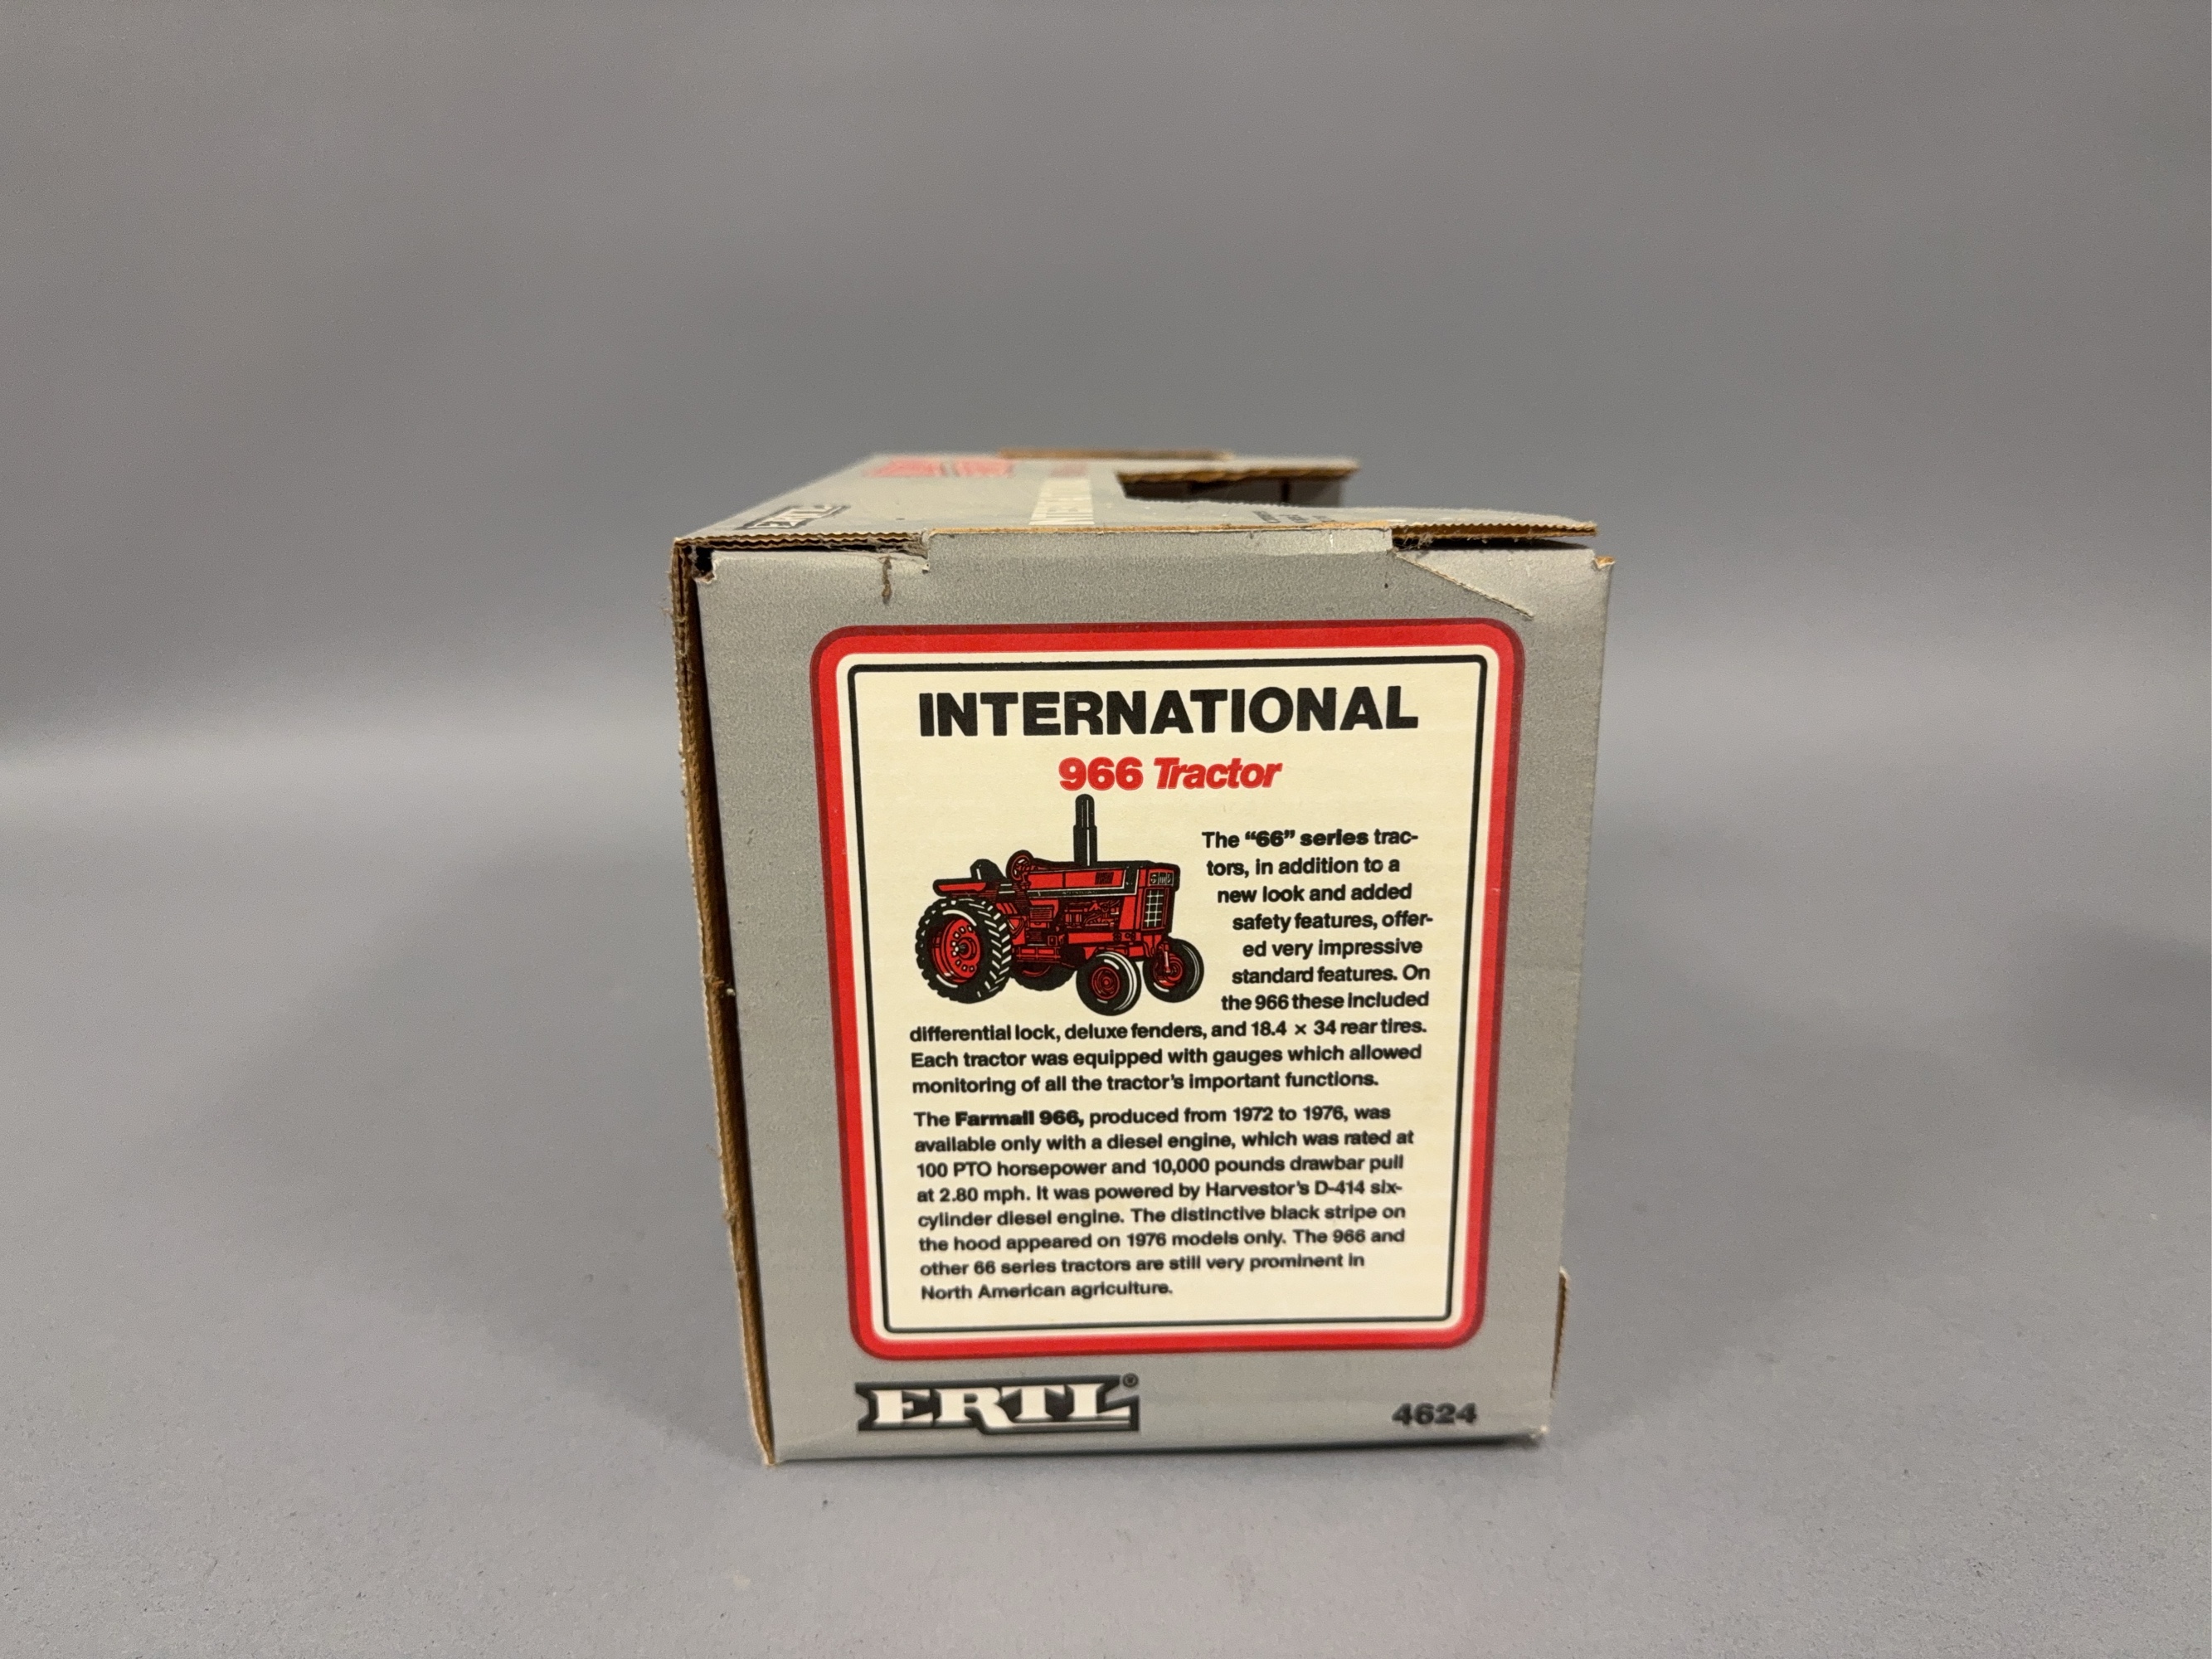 ERTL
INTERNATIONAL
966 Tractor
The “66” series trac-
tors, in addition to a
new look and added
safety features, offer-
ed very impressive
standard features. On
the 966 these included
differential lock, deluxe fenders, and 18.4 × 34 rear tires.
Each tractor was equipped with gauges which allowed
monitoring of all the tractor's important functions.
The Farmall 966, produced from 1972 to 1976, was
available only with a diesel engine, which was rated at
100 PTO horsepower and 10,000 pounds drawbar pull
at 2.80 mph. It was powered by Harvestor's D-414 six-
cylinder diesel engine. The distinctive black stripe on
the hood appeared on 1976 models only. The 966 and
other 66 series tractors are still very prominent in
North American agriculture.
ERTL®
4624